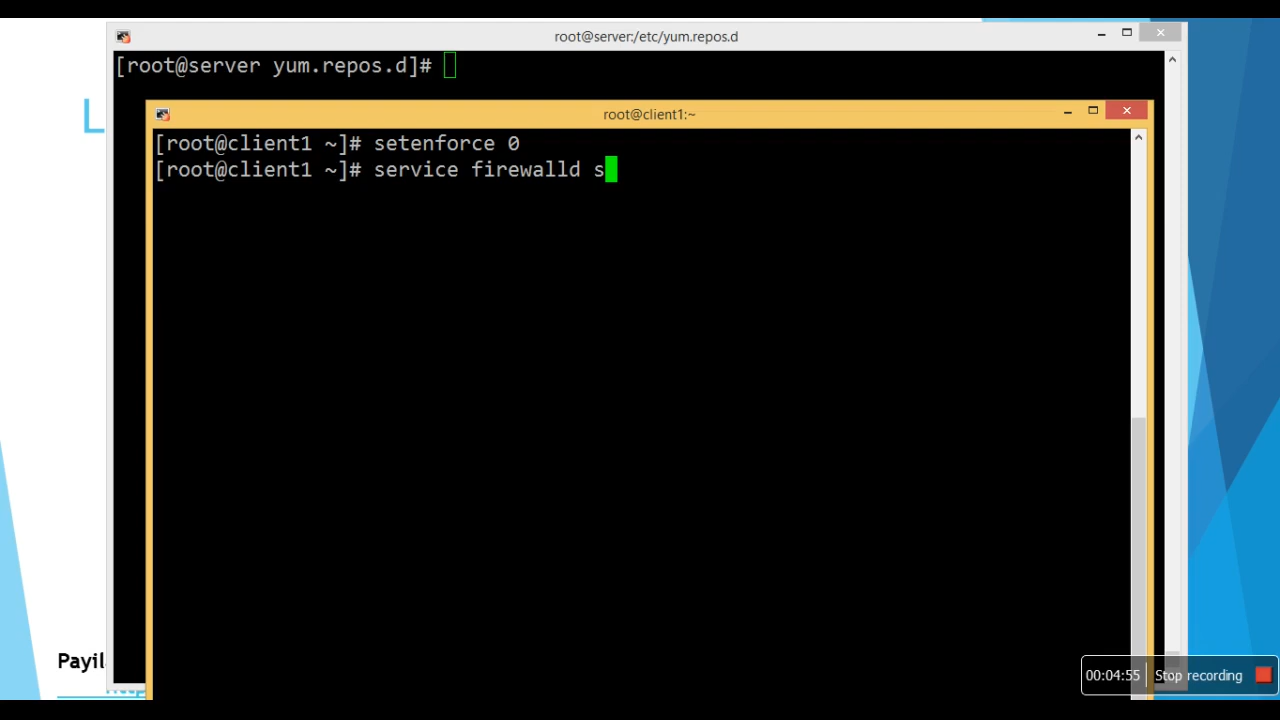 root@server:/etc/yum.repos.d
[root@server yum.repos.d]#
L
root@client1:~
[root@client1 ~]# setenforce 0
[root@client1 ~]# service firewalld s
Payil
00:04:55 Stop recording